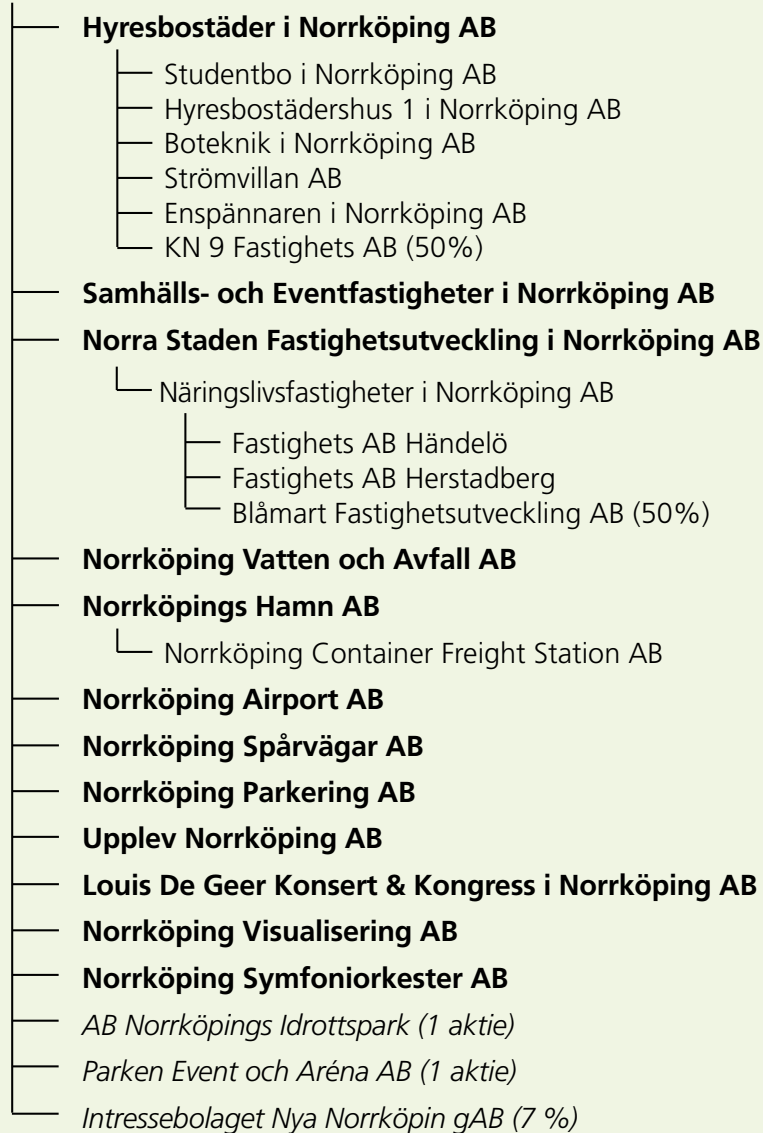 Hyresbostäder i Norrköping AB
Studentbo i Norrköping AB
Hyresbostädershus 1 i Norrköping AB
Boteknik i Norrköping AB
Strömvillan AB
Enspännaren i Norrköping AB
KN 9 Fastighets AB (50%)
Samhälls- och Eventfastigheter i Norrköping AB
Norra Staden Fastighetsutveckling i Norrköping AB
Näringslivsfastigheter i Norrköping AB
Fastighets AB Händelö
Fastighets AB Herstadberg
Blåmart Fastighetsutveckling AB (50%)
Norrköping Vatten och Avfall AB
Norrköpings Hamn AB
Norrköping Container Freight Station AB
Norrköping Airport AB
Norrköping Spårvägar AB
Norrköping Parkering AB
Upplev Norrköping AB
Louis De Geer Konsert & Kongress i Norrköping AB
Norrköping Visualisering AB
Norrköping Symfoniorkester AB
AB Norrköpings Idrottspark (1 aktie)
Parken Event och Aréna AB (1 aktie)
Intressebolaget Nya Norrköpin gAB (7 %)